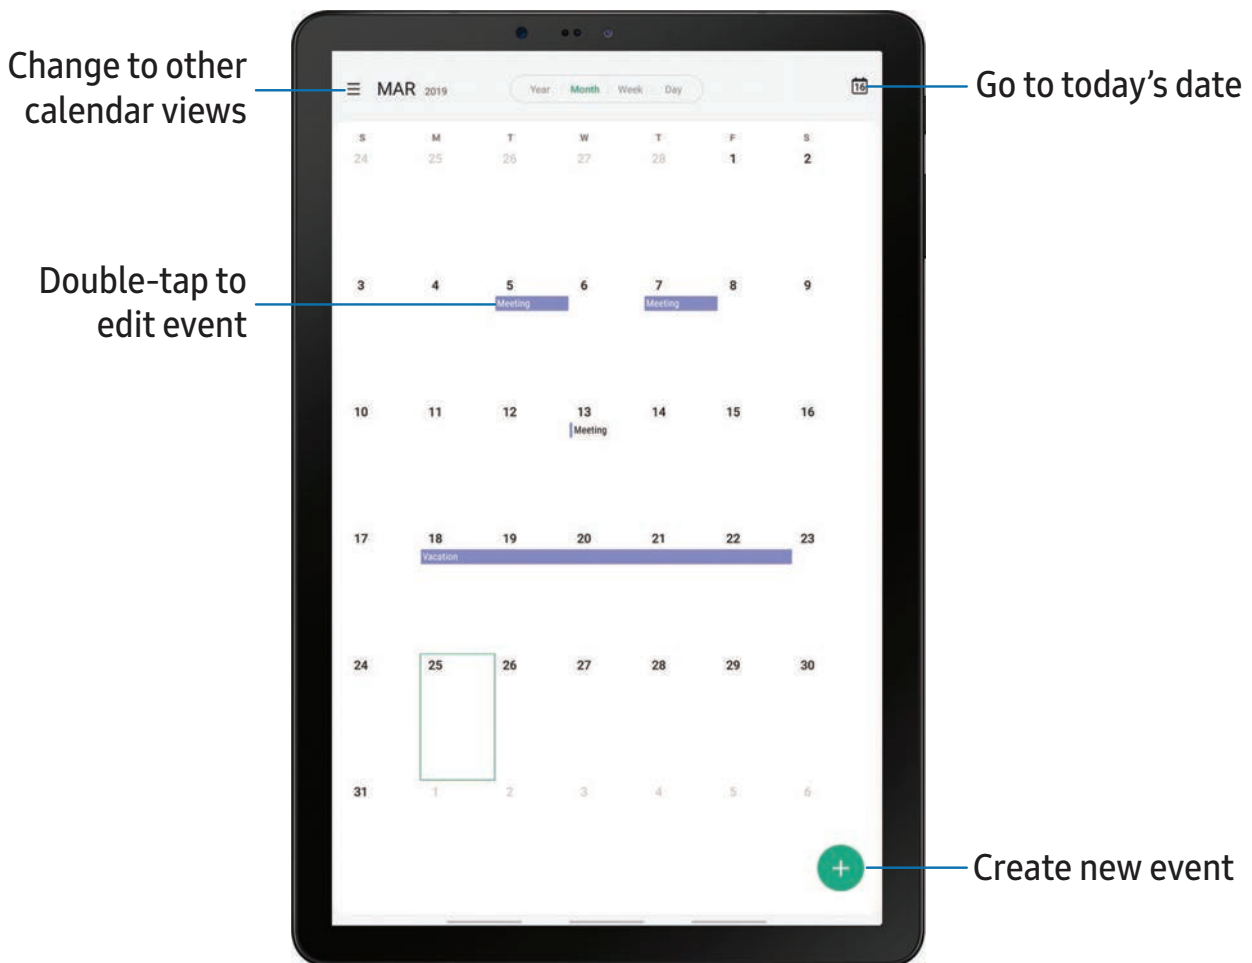 Change to other
calendar views
Go to today's date
MAR 2019
Year Month Week Day
16
S M T W T F S
24 25 26 27 28 1 2
Double-tap to
edit event
3 4 5 6 7 8 9
Meeting Meeting
10 11 12 13 14 15 16
Meeting
17 18 19 20 21 22 23
Vacation
24 25 26 27 28 29 30
31 1 2 3 4 5 6
Create new event